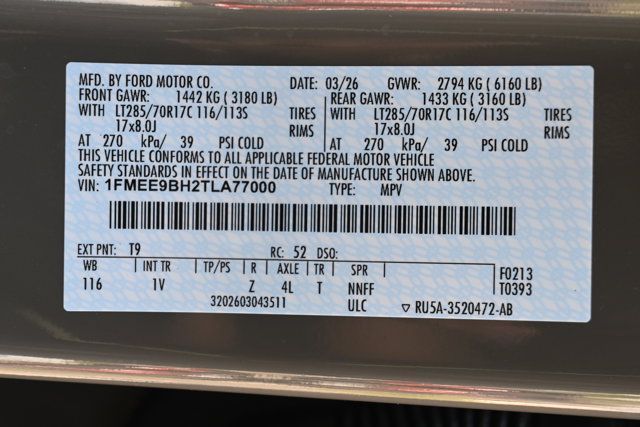 MFD. BY FORD MOTOR CO. DATE: 03/26 GVWR: 2794 KG (6160 LB)
FRONT GAWR: 1442 KG (3180 LB) REAR GAWR: 1433 KG (3160 LB)
WITH LT285/70R17C 116/113S TIRES WITH LT285/70R17C 116/113S TIRES
17x8.0J RIMS 17x8.0J RIMS
AT 270 kPa/ 39 PSI COLD AT 270 kPa/ 39 PSI COLD
THIS VEHICLE CONFORMS TO ALL APPLICABLE FEDERAL MOTOR VEHICLE
SAFETY STANDARDS IN EFFECT ON THE DATE OF MANUFACTURE SHOWN ABOVE.
VIN: 1FMEE9BH2TLA77000 TYPE: MPV
EXT PNT: T9 RC: 52 DSO:
WB INT TR TP/PS R AXLE TR SPR F0213
116 1V Z 4L T NNFF T0393
3202603043511 ULC ▽ RU5A-3520472-AB